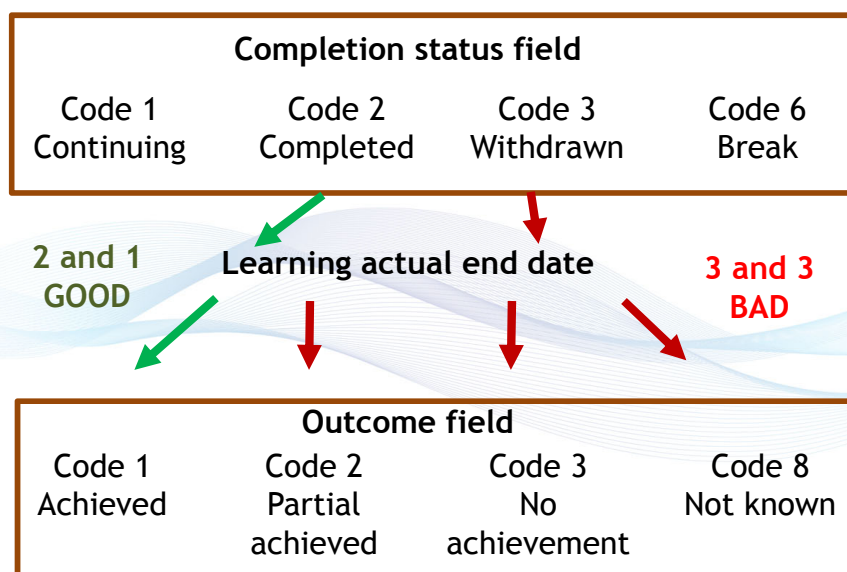 Completion status field
Code 1 Code 2 Code 3 Code 6
Continuing Completed Withdrawn Break
2 and 1
GOOD
Learning actual end date
3 and 3
BAD
Outcome field
Code 1 Code 2 Code 3 Code 8
Achieved Partial No Not known
achieved achievement